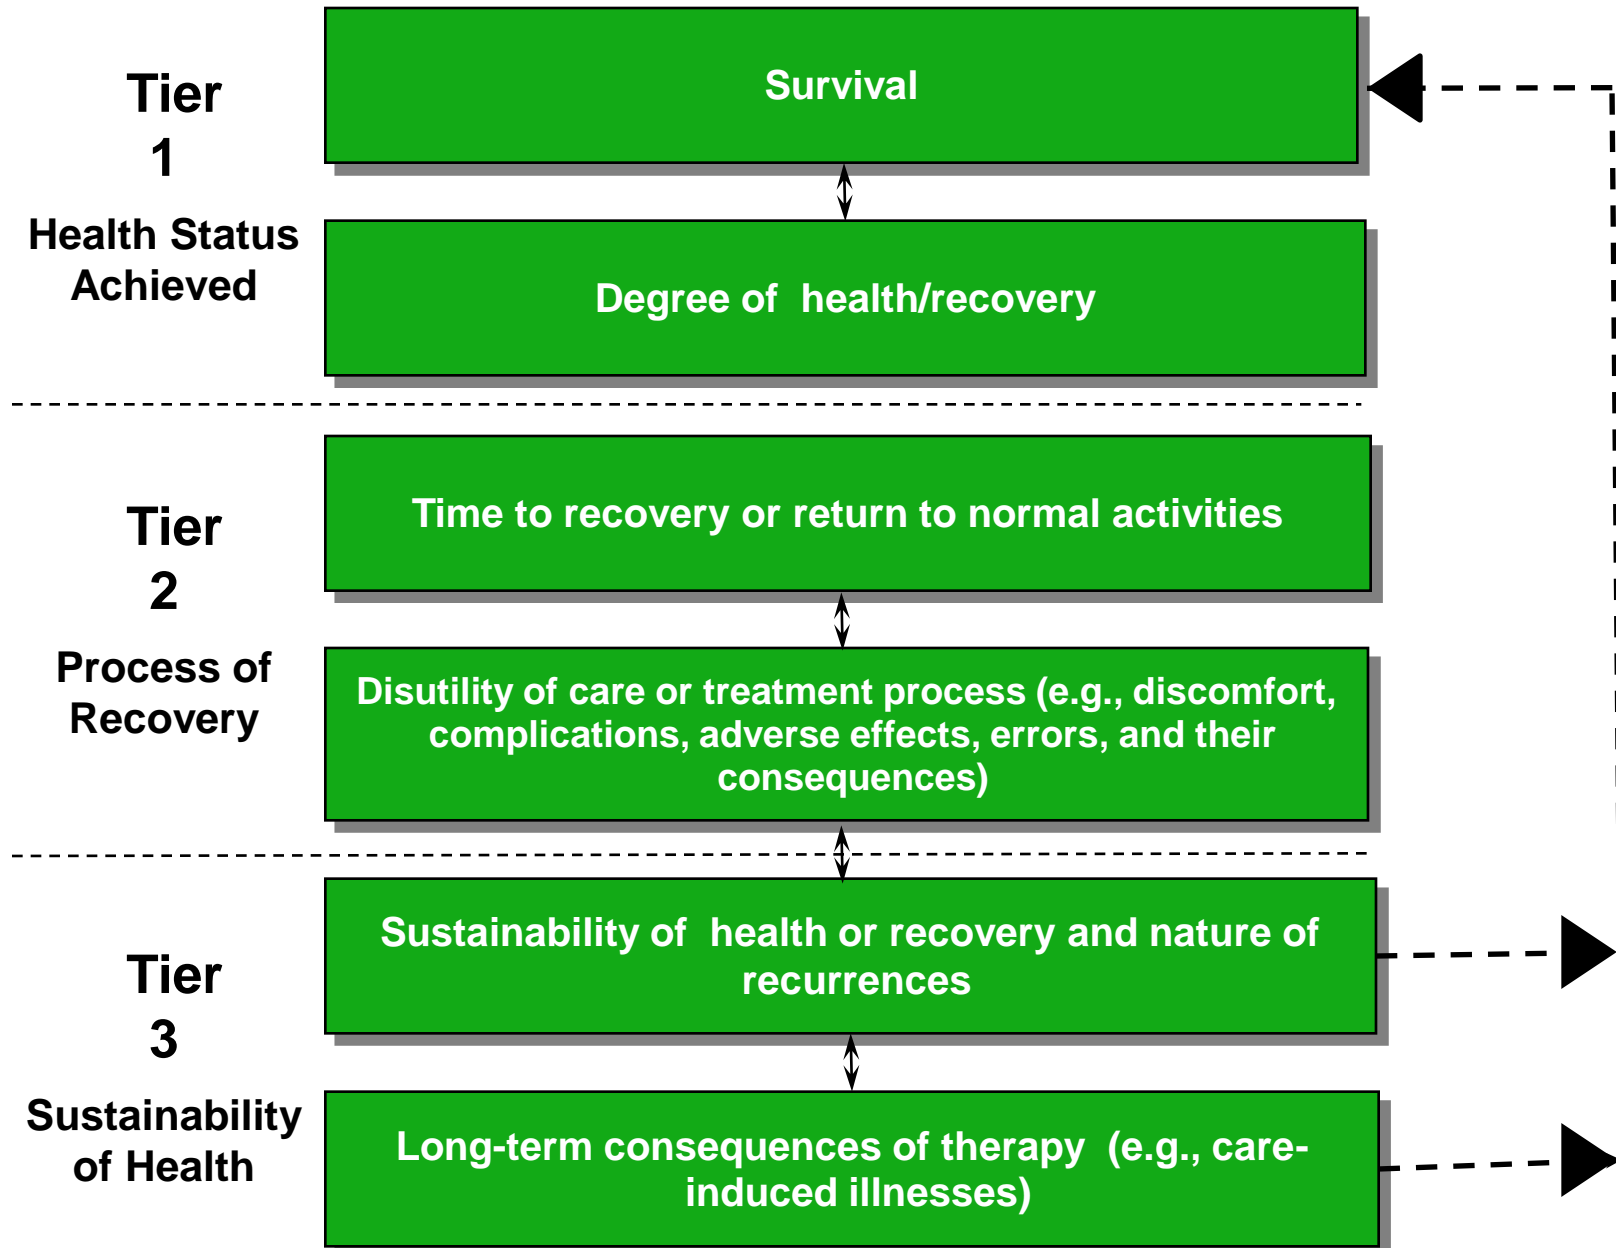 Tier
1
Health Status
Achieved
Survival
Degree of health/recovery
Tier
2
Process of
Recovery
Time to recovery or return to normal activities
Disutility of care or treatment process (e.g., discomfort,
complications, adverse effects, errors, and their
consequences)
Tier
3
Sustainability
of Health
Sustainability of health or recovery and nature of
recurrences
Long-term consequences of therapy (e.g., care-
induced illnesses)